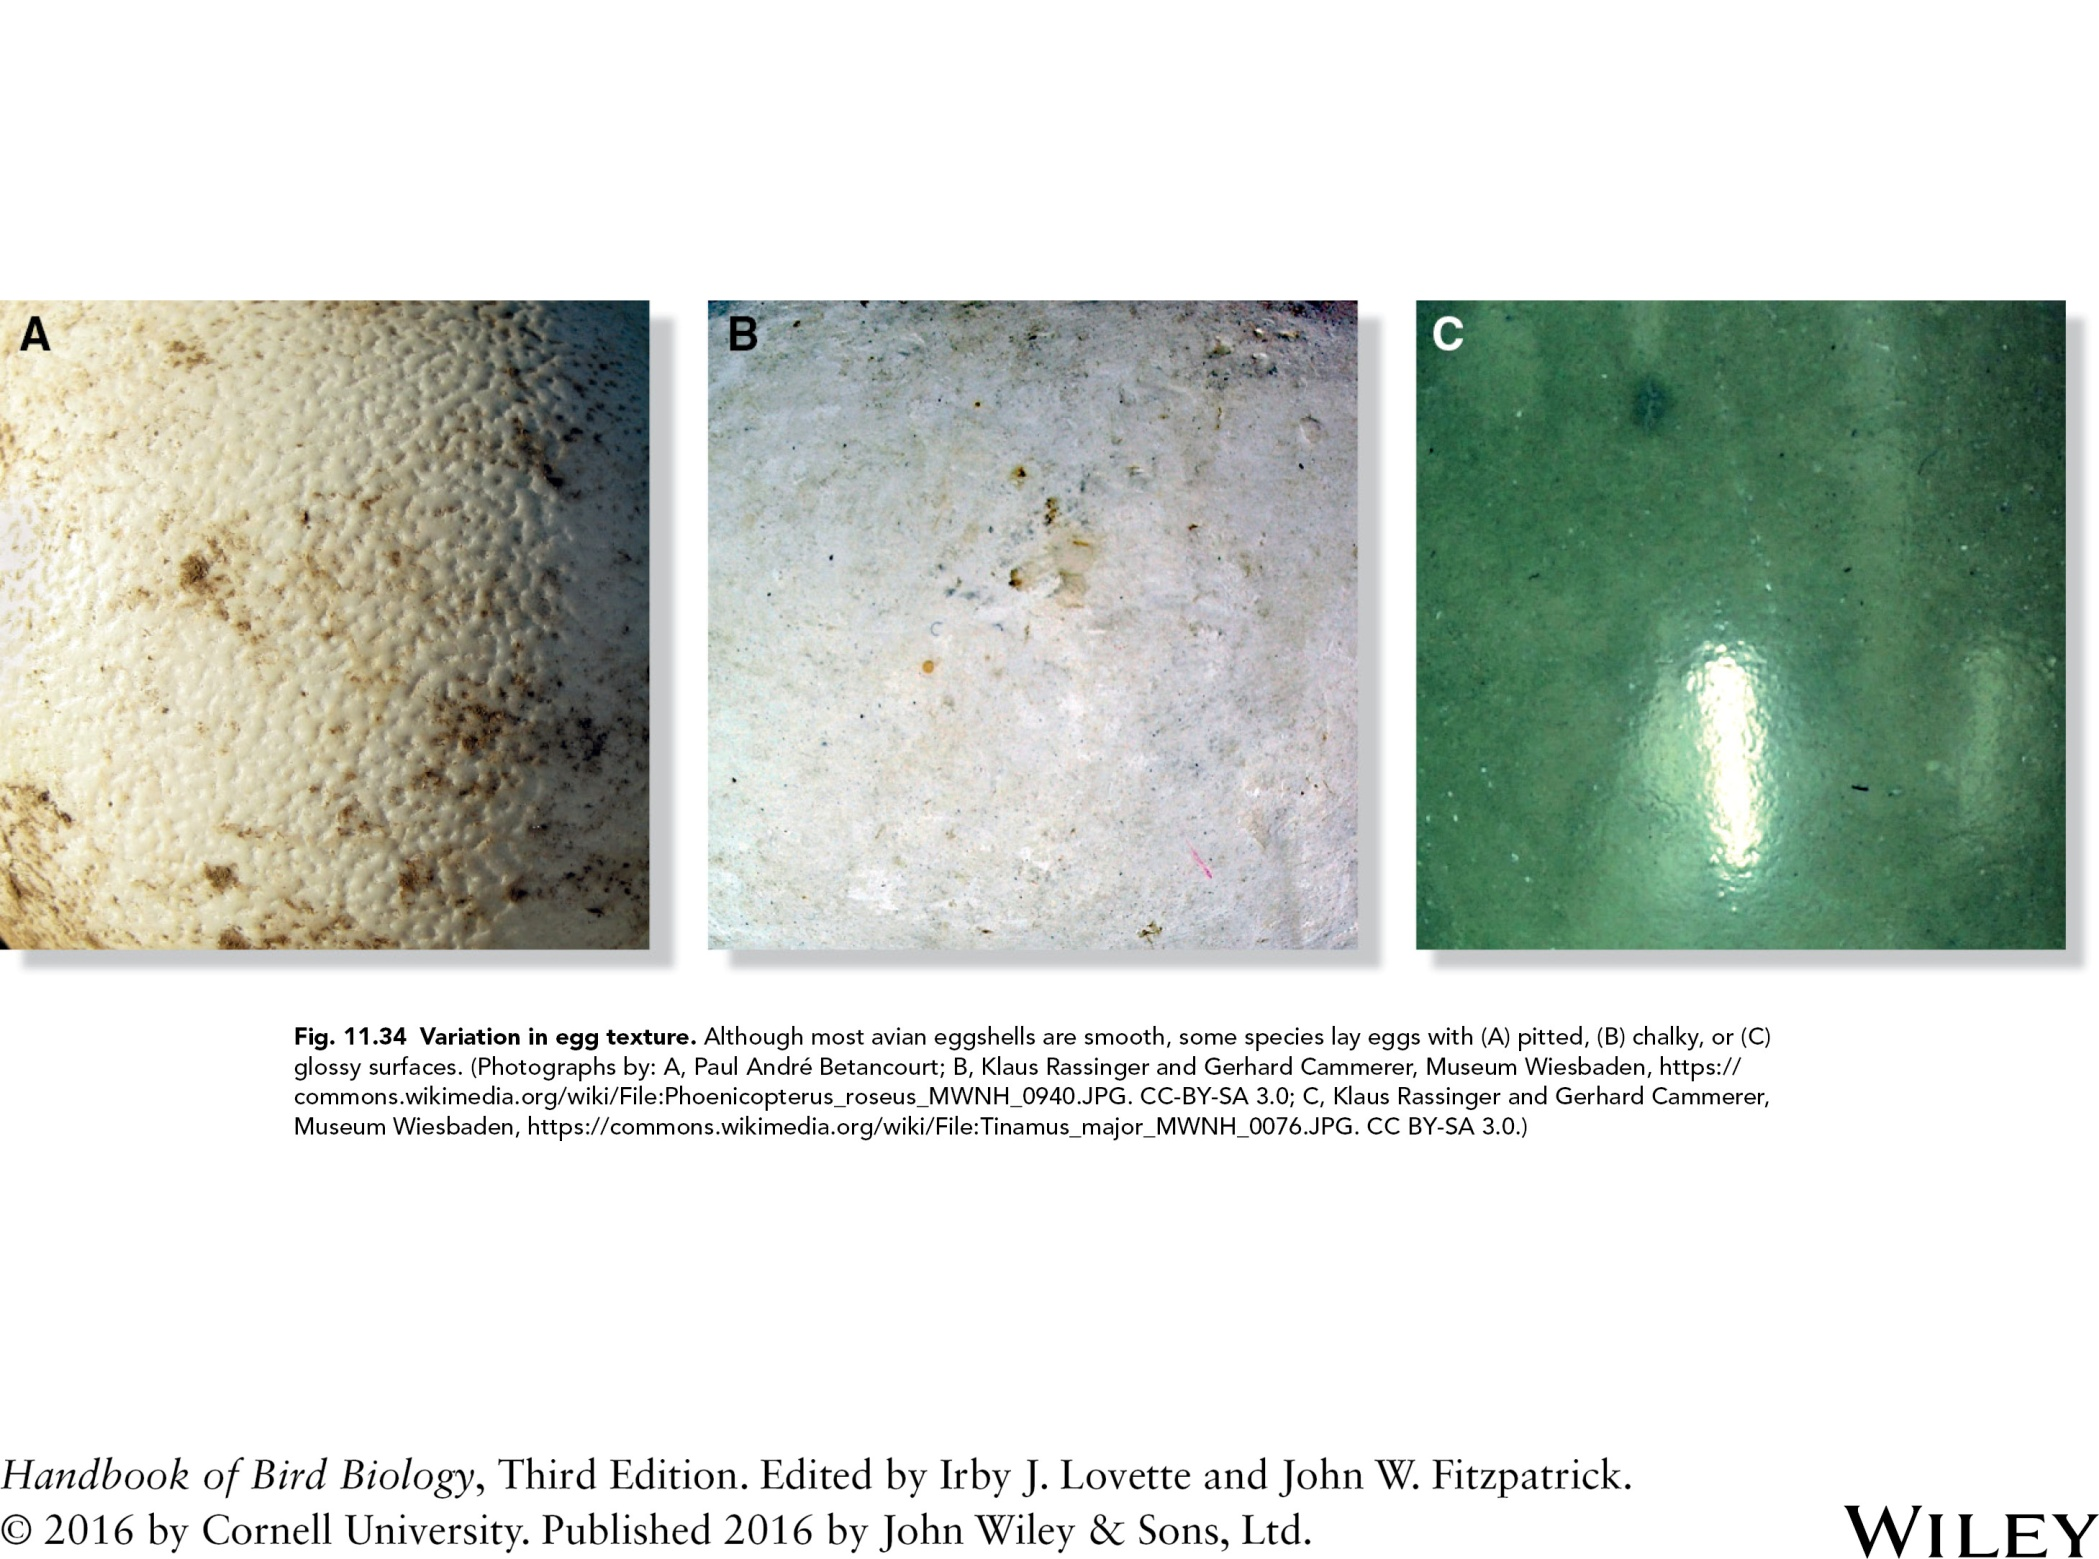 A
B
C
Fig. 11.34 Variation in egg texture. Although most avian eggshells are smooth, some species lay eggs with (A) pitted, (B) chalky, or (C)
glossy surfaces. (Photographs by: A, Paul André Betancourt; B, Klaus Rassinger and Gerhard Cammerer, Museum Wiesbaden, https://
commons.wikimedia.org/wiki/File:Phoenicopterus_roseus_MWNH_0940.JPG. CC-BY-SA 3.0; C, Klaus Rassinger and Gerhard Cammerer,
Museum Wiesbaden, https://commons.wikimedia.org/wiki/File:Tinamus_major_MWNH_0076.JPG. CC BY-SA 3.0.)
Handbook of Bird Biology, Third Edition. Edited by Irby J. Lovette and John W. Fitzpatrick.
© 2016 by Cornell University. Published 2016 by John Wiley & Sons, Ltd.
WILEY